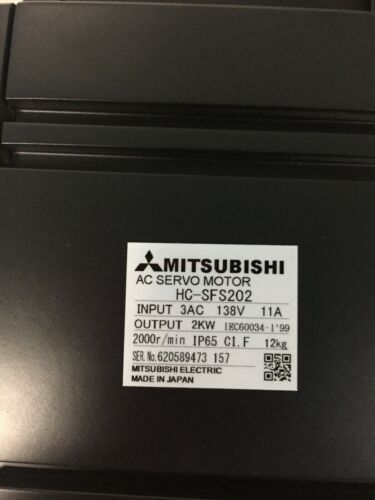 MITSUBISHI
AC SERVO MOTOR
HC-SFS202
INPUT 3AC 138V 11A
OUTPUT 2KW IEC60034-1'99
2000r/min IP65 CI.F 12kg
SER.No.620589473 157
MITSUBISHI ELECTRIC
MADE IN JAPAN